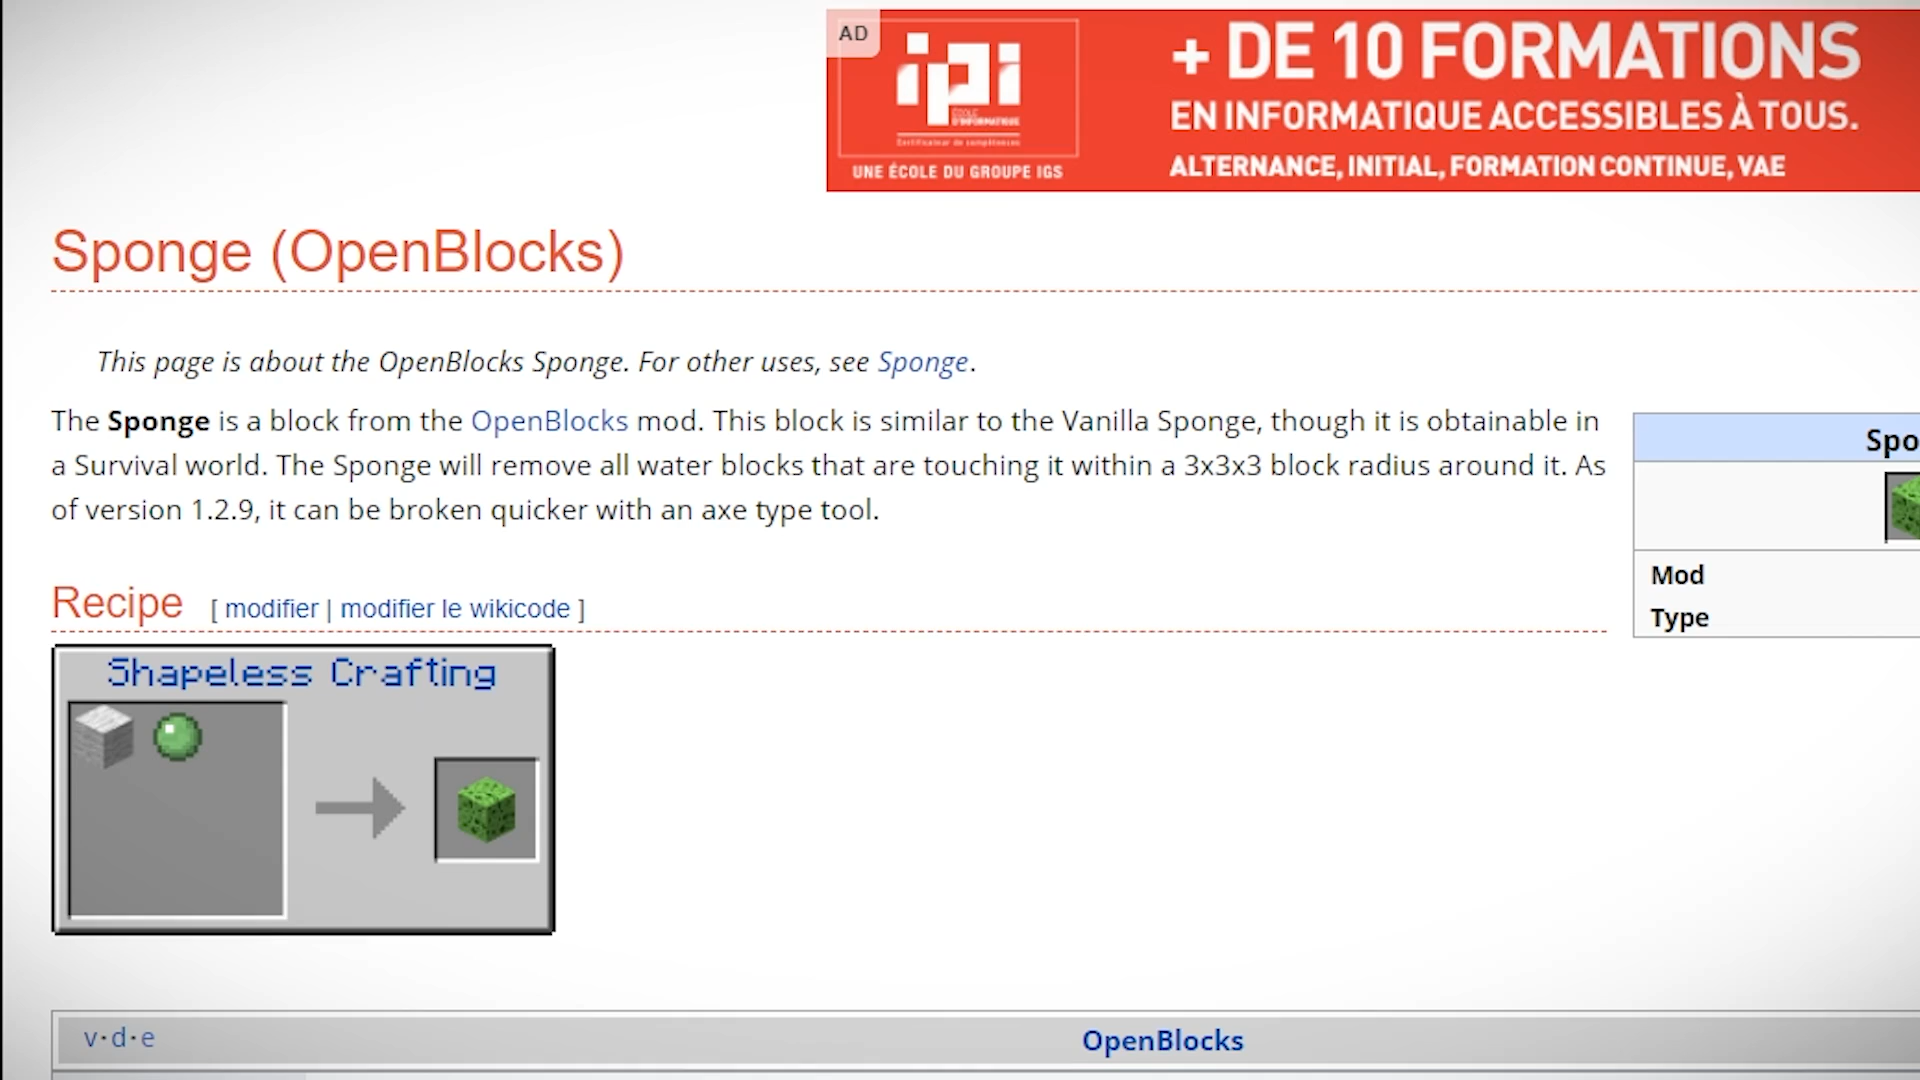 AD
ipi
ÉCOLE
D'INFORMATIQUE
Certificateur de compétences
UNE ÉCOLE DU GROUPE IGS
+ DE 10 FORMATIONS
EN INFORMATIQUE ACCESSIBLES À TOUS.
ALTERNANCE, INITIAL, FORMATION CONTINUE, VAE
Sponge (OpenBlocks)
This page is about the OpenBlocks Sponge. For other uses, see Sponge.
The Sponge is a block from the OpenBlocks mod. This block is similar to the Vanilla Sponge, though it is obtainable in
a Survival world. The Sponge will remove all water blocks that are touching it within a 3x3x3 block radius around it. As
of version 1.2.9, it can be broken quicker with an axe type tool.
Spo
Mod
Type
Recipe [ modifier | modifier le wikicode ]
Shapeless Crafting
v·d·e
OpenBlocks